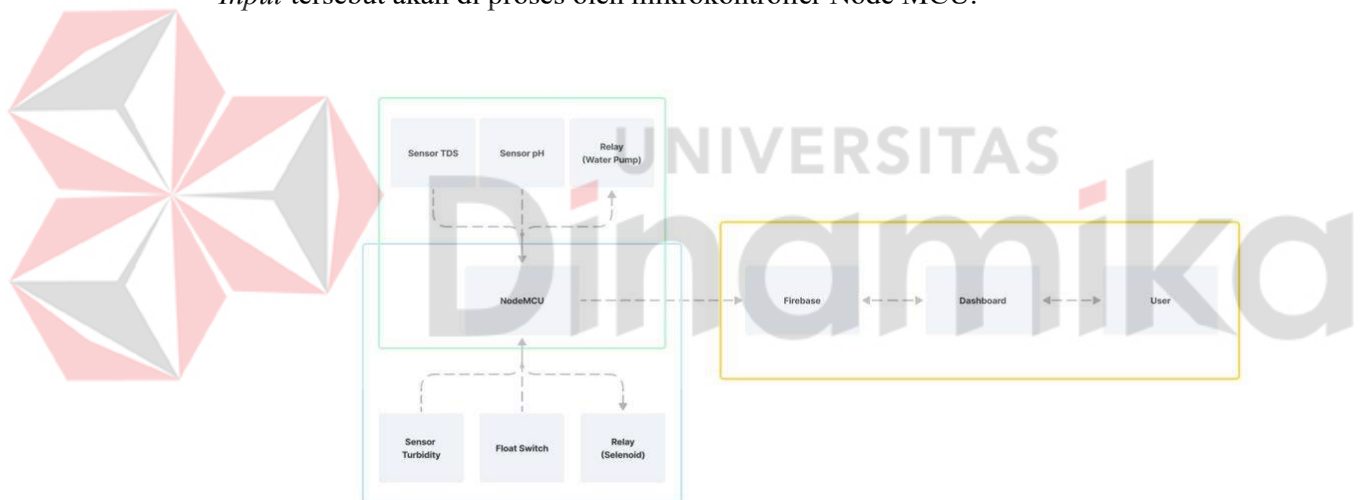 Input tersebut akan di proses oleh mikrokontroller Node MCU.
UNIVERSITAS
Dinamika
Sensor TDS
Sensor pH
Relay
(Water Pump)
NodeMCU
Firebase
Dashboard
User
Sensor
Turbidity
Float Switch
Relay
(Selenoid)